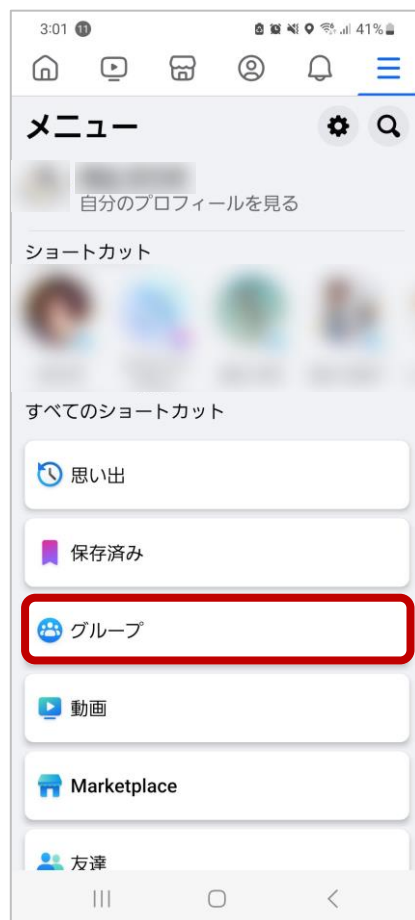 3:01 11 41%
メニュー
自分のプロフィールを見る
ショートカット
すべてのショートカット
思い出
保存済み
グループ
動画
Marketplace
友達